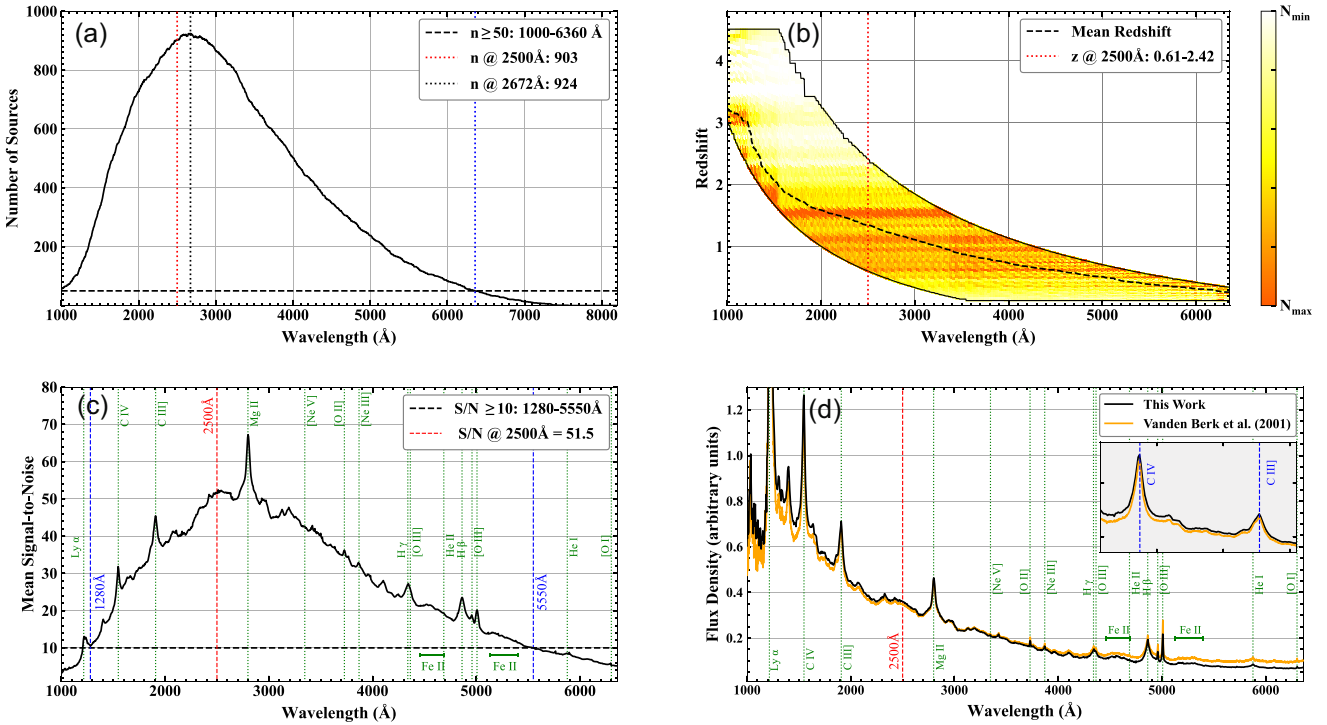 (a)
n ≥ 50: 1000-6360 Å
n @ 2500Å: 903
n @ 2672Å: 924
Number of Sources
1000
800
600
400
200
1000 2000 3000 4000 5000 6000 7000 8000
Wavelength (Å)
(b)
Mean Redshift
z @ 2500Å: 0.61-2.42
Redshift
4
3
2
1
1000 2000 3000 4000 5000 6000
Wavelength (Å)
Nmin
Nmax
(c)
S/N ≥ 10: 1280-5550Å
S/N @ 2500Å = 51.5
Mean Signal-to-Noise
80
70
60
50
40
30
20
10
0
Ly α
1280Å
C IV
C III]
2500Å
Mg II
[Ne V]
[O II]
[Ne III]
H γ
[O III]
He II
H β
[O III]
5550Å
He I
[O I]
Fe II
Fe II
1000 2000 3000 4000 5000 6000
Wavelength (Å)
(d)
This Work
Vanden Berk et al. (2001)
C IV
C III]
Flux Density (arbitrary units)
1.2
1.0
0.8
0.6
0.4
0.2
Ly α
C IV
C III]
2500Å
Mg II
[Ne V]
[O II]
[Ne III]
H γ
[O III]
He II
H β
[O III]
He I
[O I]
Fe II
Fe II
1000 2000 3000 4000 5000 6000
Wavelength (Å)